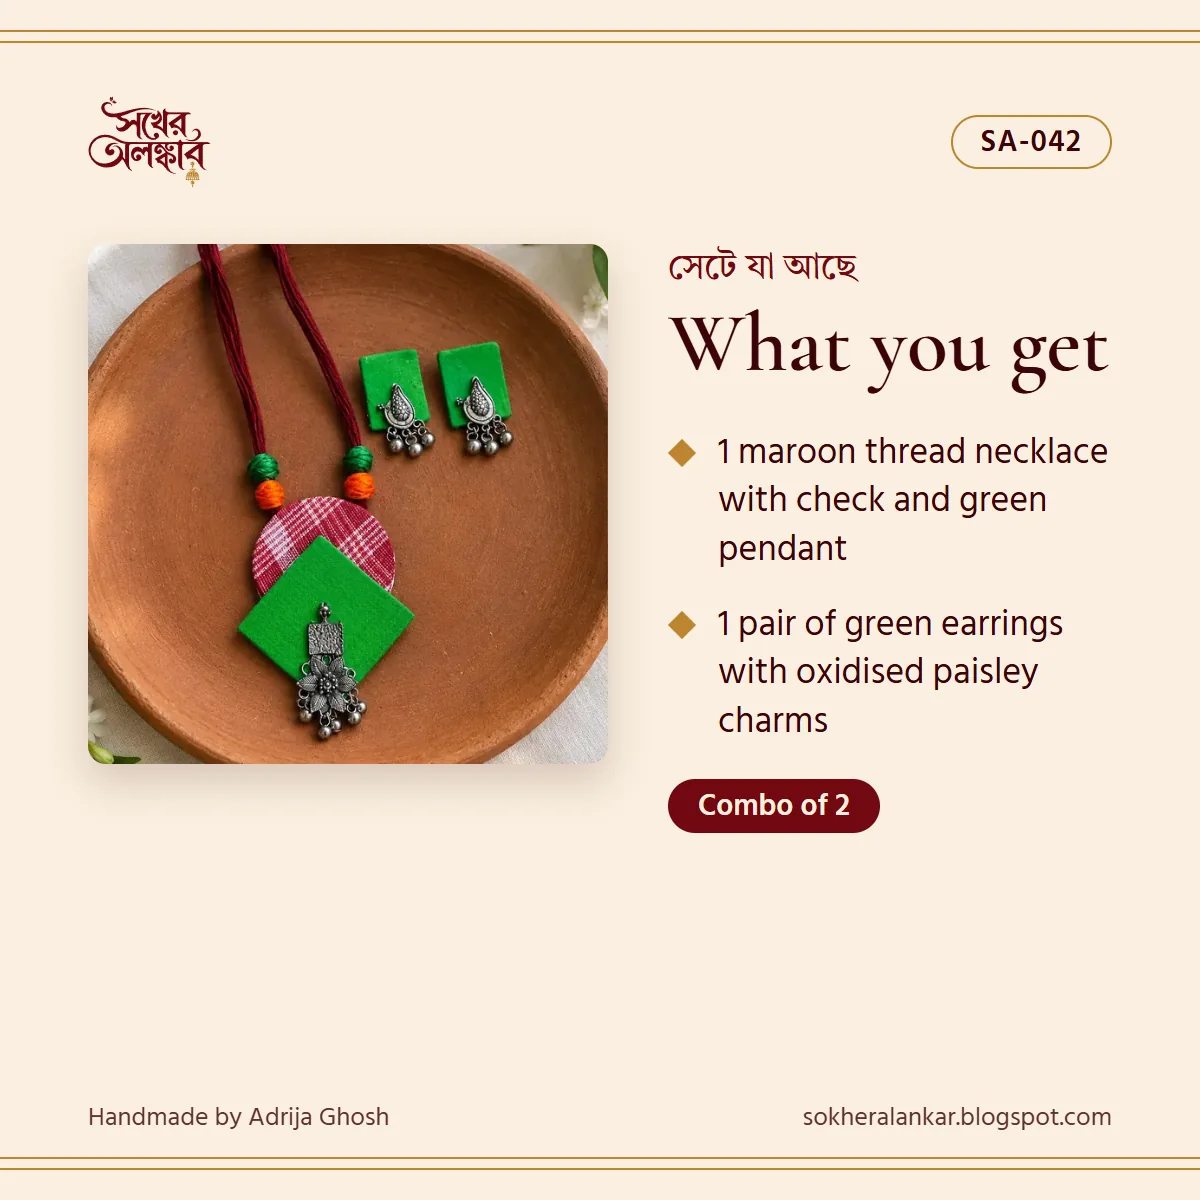 সখের
অলঙ্কার
SA-042
সেটে যা আছে
What you get
1 maroon thread necklace
with check and green
pendant
1 pair of green earrings
with oxidised paisley
charms
Combo of 2
Handmade by Adrija Ghosh
sokheralankar.blogspot.com